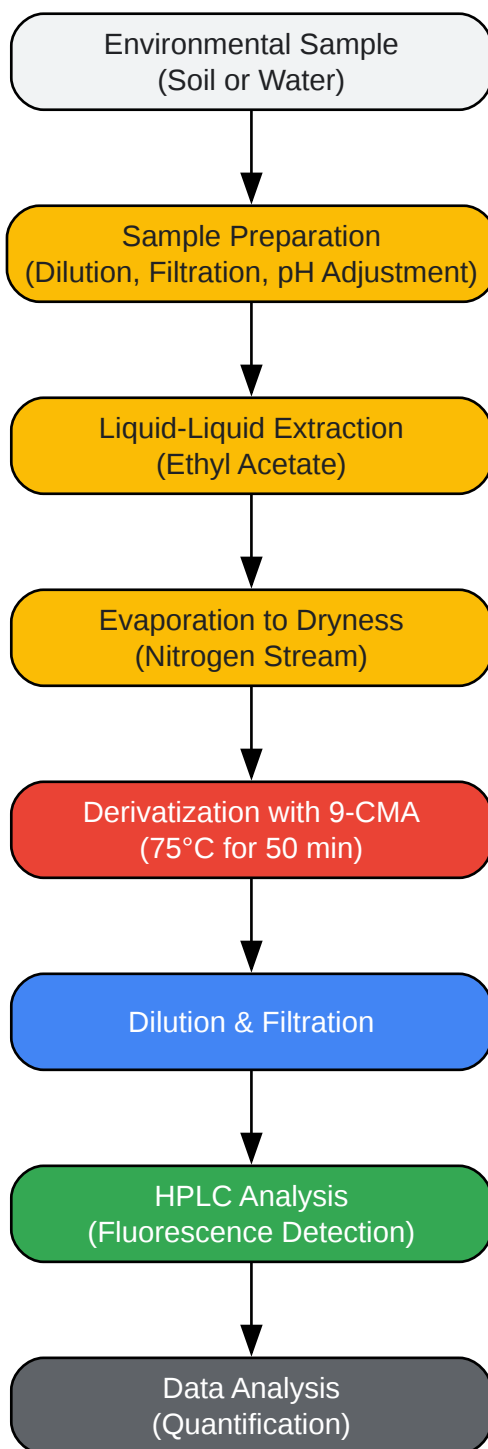 Environmental Sample
(Soil or Water)
Sample Preparation
(Dilution, Filtration, pH Adjustment)
Liquid-Liquid Extraction
(Ethyl Acetate)
Evaporation to Dryness
(Nitrogen Stream)
Derivatization with 9-CMA
(75°C for 50 min)
Dilution & Filtration
HPLC Analysis
(Fluorescence Detection)
Data Analysis
(Quantification)